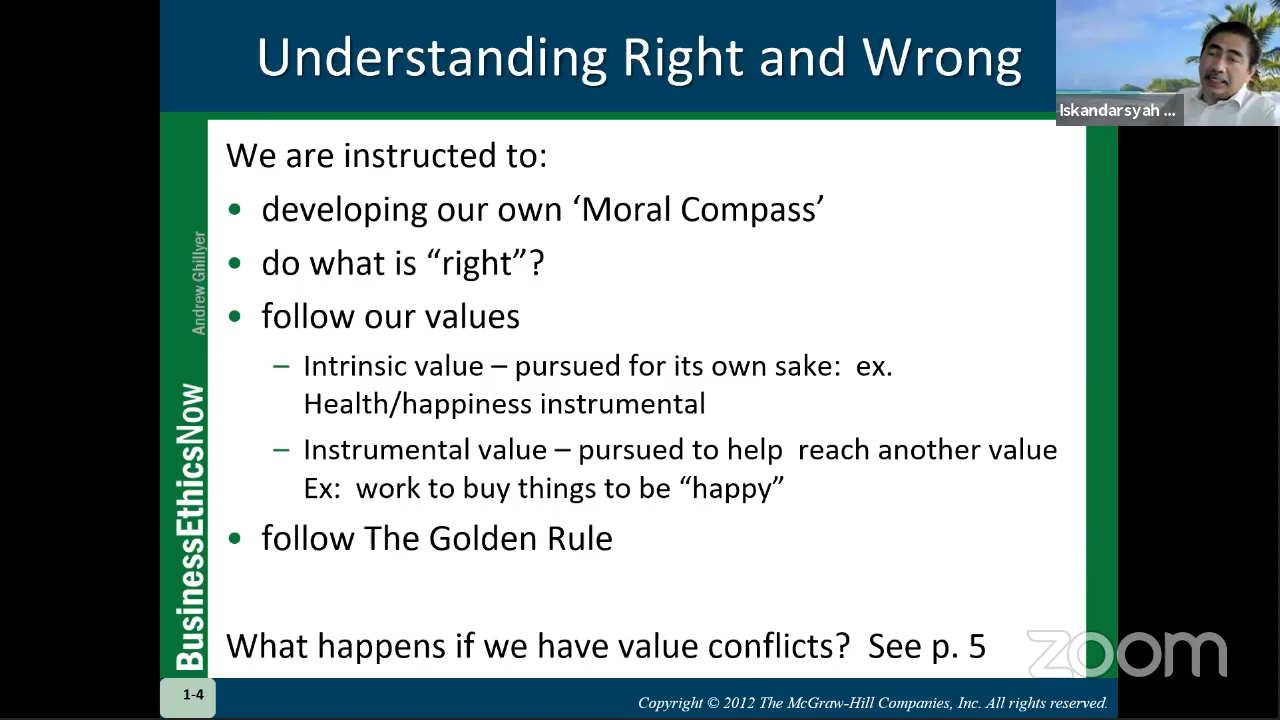 Understanding Right and Wrong
Iskandarsyah ...
We are instructed to:
• developing our own ‘Moral Compass’
• do what is “right”?
• follow our values
– Intrinsic value – pursued for its own sake: ex.
Health/happiness instrumental
– Instrumental value – pursued to help reach another value
Ex: work to buy things to be “happy”
• follow The Golden Rule
What happens if we have value conflicts? See p. 5
Andrew Ghillyer
BusinessEthicsNow
zoom
1-4
Copyright © 2012 The McGraw-Hill Companies, Inc. All rights reserved.